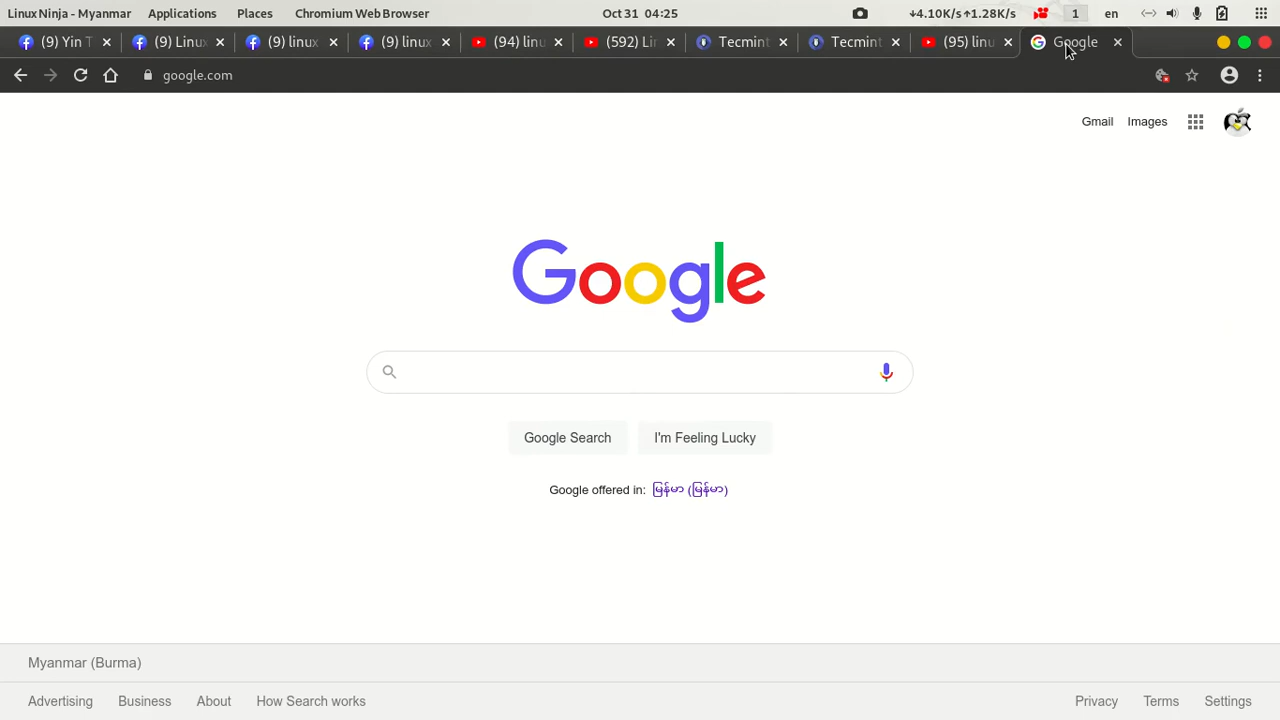 Linux Ninja - Myanmar Applications Places Chromium Web Browser Oct 31 04:25 4.10K/s 1.28K/s 1 en
(9) Yin T (9) Linux (9) linux (9) linux (94) linu (592) Lin Tecmint Tecmint (95) linu Google
google.com
Gmail Images
Google
Google Search I'm Feeling Lucky
Google offered in: မြန်မာ (မြန်မာ)
Myanmar (Burma)
Advertising Business About How Search works Privacy Terms Settings